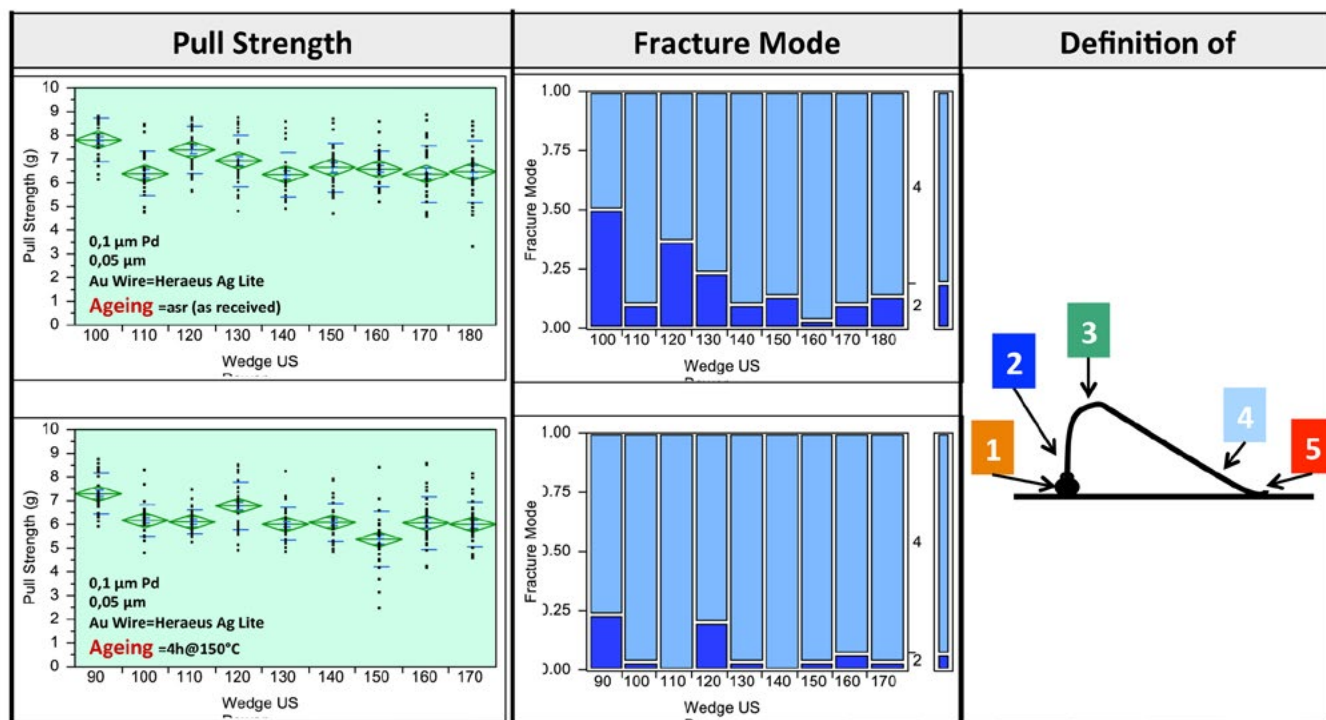 Pull Strength
Fracture Mode
Definition of
Pull Strength (g)
10
9
8
7
6
5
4
3
2
1
0
0,1 µm Pd
0,05 µm
Au Wire=Heraeus Ag Lite
Ageing =asr (as received)
100 110 120 130 140 150 160 170 180
Wedge US
Fracture Mode
1.00
0.75
0.50
0.25
0.00
4
2
100 110 120 130 140 150 160 170 180
Wedge US
Pull Strength (g)
10
9
8
7
6
5
4
3
2
1
0
0,1 µm Pd
0,05 µm
Au Wire=Heraeus Ag Lite
Ageing =4h@150°C
90 100 110 120 130 140 150 160 170
Wedge US
Fracture Mode
1.00
0.75
0.50
0.25
0.00
4
2
90 100 110 120 130 140 150 160 170
Wedge US
3
2
4
1
5